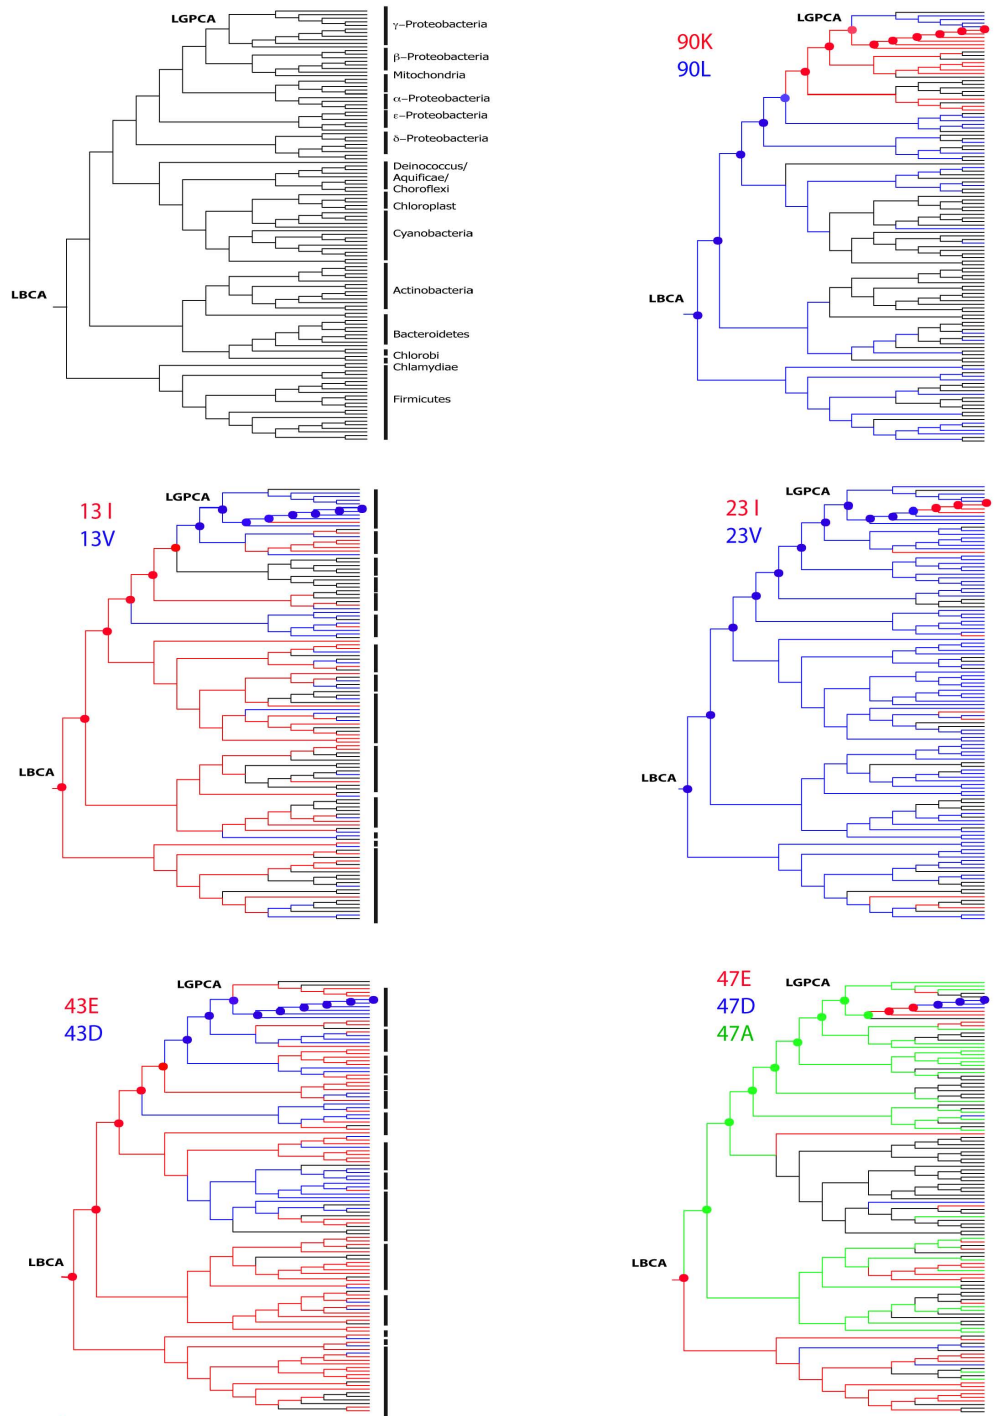 LGPCA
γ-Proteobacteria
β-Proteobacteria
Mitochondria
α-Proteobacteria
ε-Proteobacteria
δ-Proteobacteria
Deinococcus/
Aquificae/
Choroflexi
Chloroplast
Cyanobacteria
LBCA
Actinobacteria
Bacteroidetes
Chlorobi
Chlamydiae
Firmicutes
LGPCA
90K
90L
LBCA
LGPCA
13 I
13V
LBCA
LGPCA
23 I
23V
LBCA
LGPCA
43E
43D
LBCA
LGPCA
47E
47D
47A
LBCA